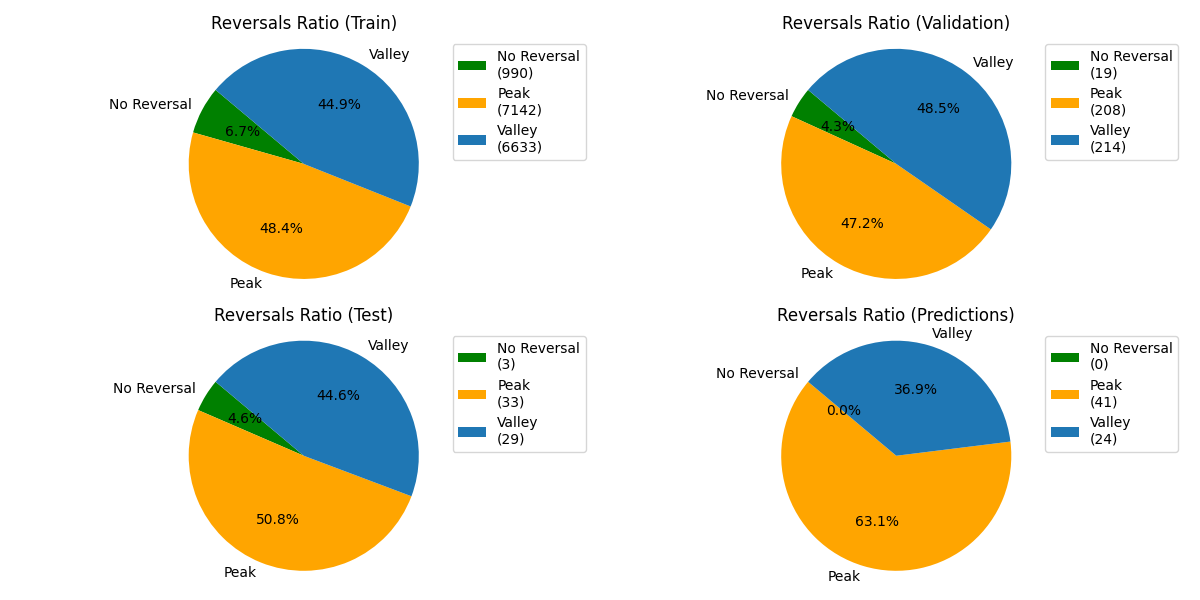 Reversals Ratio (Train)
Valley
No Reversal
44.9%
6.7%
48.4%
Peak
No Reversal
(990)
Peak
(7142)
Valley
(6633)
Reversals Ratio (Validation)
Valley
No Reversal
48.5%
4.3%
47.2%
Peak
No Reversal
(19)
Peak
(208)
Valley
(214)
Reversals Ratio (Test)
Valley
No Reversal
44.6%
4.6%
50.8%
Peak
No Reversal
(3)
Peak
(33)
Valley
(29)
Reversals Ratio (Predictions)
Valley
No Reversal
36.9%
0.0%
63.1%
Peak
No Reversal
(0)
Peak
(41)
Valley
(24)